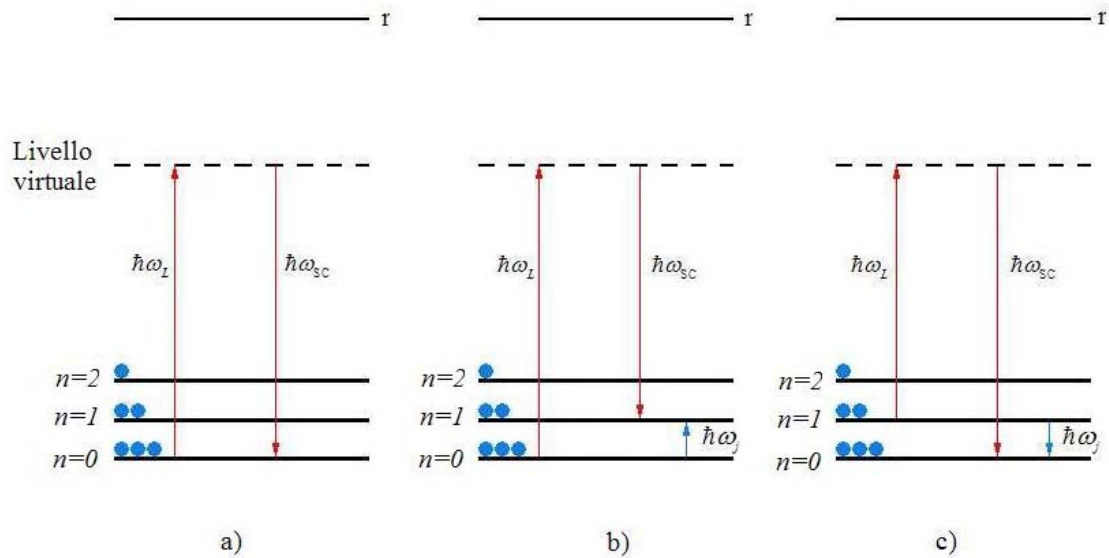 r
r
r
Livello
virtuale
ħω_L
ħω_sc
ħω_L
ħω_sc
ħω_L
ħω_sc
n=2
n=1
n=0
n=2
n=1
n=0
ħω_j
n=2
n=1
n=0
ħω_j
a)
b)
c)